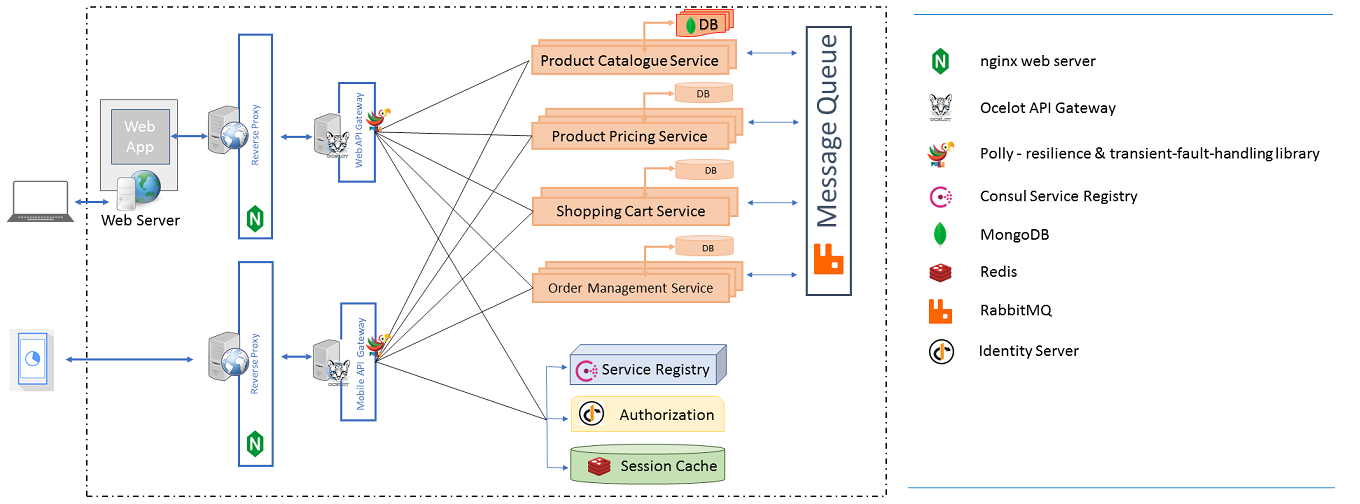 Web
App
Web Server
Reverse Proxy
OCELOT
Web API Gateway
Reverse Proxy
OCELOT
Mobile API Gateway
DB
Product Catalogue Service
DB
Product Pricing Service
DB
Shopping Cart Service
DB
Order Management Service
Message Queue
Service Registry
Authorization
Session Cache
nginx web server
OCELOT
Ocelot API Gateway
Polly - resilience & transient-fault-handling library
Consul Service Registry
MongoDB
Redis
RabbitMQ
Identity Server